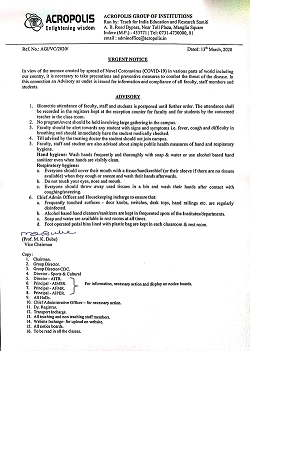 ACROPOLIS
Enlightening wisdom
ACROPOLIS GROUP OF INSTITUTIONS
Run by: Teach for India Education and Research Samiti
A. B. Road Bypass, Near Toll Plaza, Manglia Square
Indore (M.P.) - 453771 | Tel: 0731-4730000, 01
email : adminoffice@acropolis.in
Ref. No.: AGI/VC/2020/ Dated: 13th March, 2020
URGENT NOTICE
In view of the menace created by spread of Novel Coronavirus (COVID-19) in various parts of world including
our country, it is necessary to take precautions and promotive measures to combat the threat of the disease. In
this connection an Advisory as under is issued for information and compliance of all faculty, staff members and
students.
ADVISORY
1. Biometric attendance of faculty, staff and students is postponed until further order. The attendance shall
be recorded in the registers kept at the reception counter for faculty and for students by the concerned
teacher in the class room.
2. No program/event should be held involving large gathering in the campus.
3. Faculty should be alert towards any student with signs and symptoms i.e. fever, cough and difficulty in
breathing and should immediately have the student medically checked.
4. Till advised by the treating doctor the student should not join campus.
5. Faculty, staff and student are also advised about simple public health measures of hand and respiratory
hygiene.
Hand hygiene: Wash hands frequently and thoroughly with soap & water or use alcohol based hand
sanitizer even when hands are visibly clean.
Respiratory hygiene:
a. Everyone should cover their mouth with a tissue/handkerchief (or their sleeve if there are no tissues
available) when they cough or sneeze and wash their hands afterwards.
b. Do not touch your eyes, nose and mouth.
c. Everyone should throw away used tissues in a bin and wash their hands after contact with
coughing/sneezing.
6. Chief Admin Officer and Housekeeping incharge to ensure that:
a. Frequently touched surfaces - door knobs, switches, desk tops, hand railings etc. are regularly
disinfected.
b. Alcohol based hand cleaners/sanitizers are kept in frequented spots of the Institutes/departments.
c. Soap and water are available in rest rooms at all times.
d. Foot operated pedal bins lined with plastic bag are kept in each classroom & rest room.
(Prof. M. K. Dube)
Vice Chairman
Copy :
1. Chairman.
2. Group Director.
3. Group Director-CDC.
4. Director - Sports & Cultural
5. Director - AITR.
6. Principal - AIMSR.
7. Principal - AFMR.
8. Principal - AIPER.
For information, necessary action and display on notice boards.
9. All HoDs.
10. Chief Administrative Officer – for necessary action.
11. Dy. Registrar.
12. Transport Incharge.
13. All teaching and non teaching staff members.
14. Website Incharge- for upload on website.
15. All notice boards.
16. To be read in all the classes.